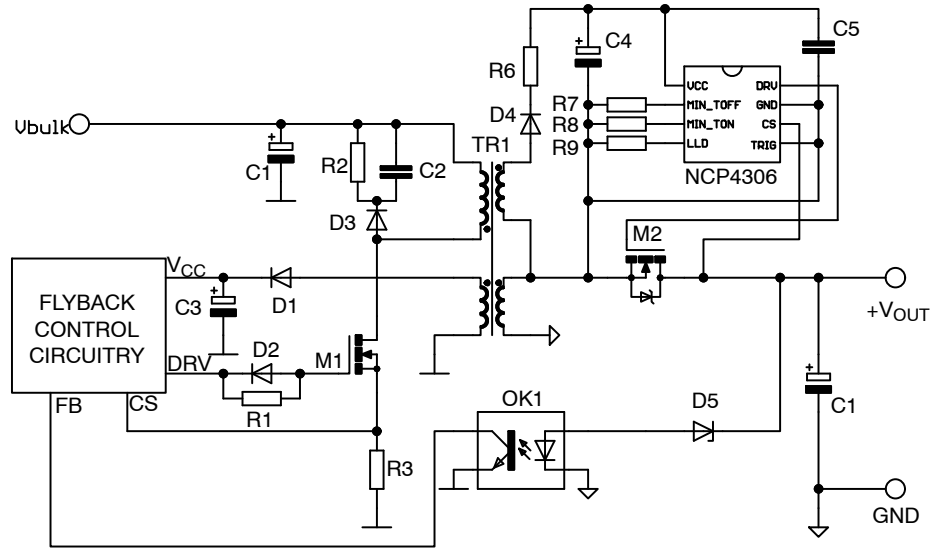 C4
C5
R6
VCC
DRV
R7
MIN_TOFF
GND
D4
R8
MIN_TON
CS
R9
LLD
TRIG
NCP4306
Vbulk
TR1
C1
R2
C2
D3
M2
VCC
D1
C3
+VOUT
FLYBACK
CONTROL
CIRCUITRY
DRV
D2
M1
R1
FB
CS
OK1
D5
C1
R3
GND